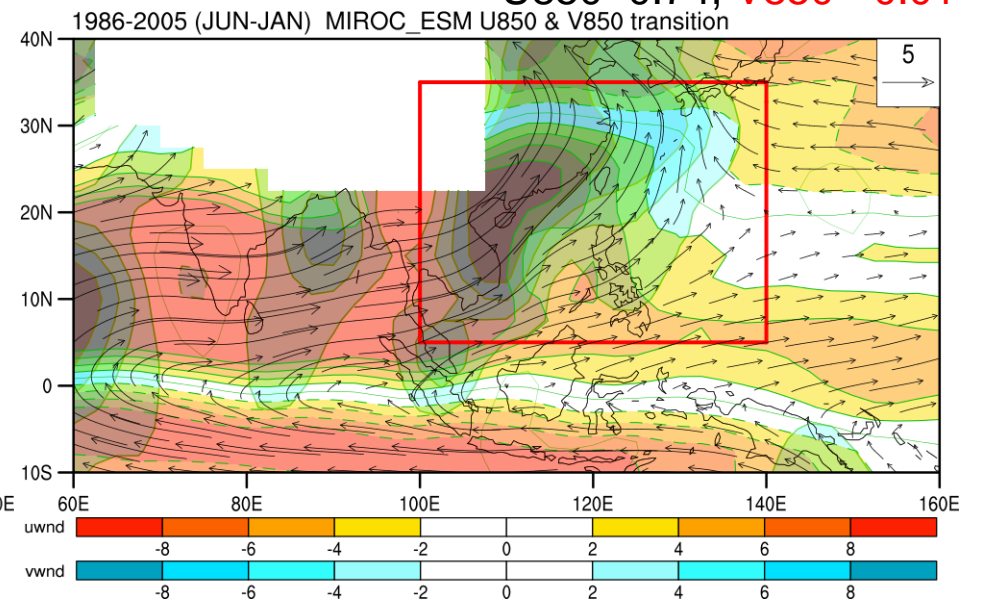 1986-2005 (JUN-JAN) MIROC_ESM U850 & V850 transition
40N
5
30N
20N
10N
0
10S
0E 60E 80E 100E 120E 140E 160E
uwnd
-8 -6 -4 -2 0 2 4 6 8
vwnd
-8 -6 -4 -2 0 2 4 6 8